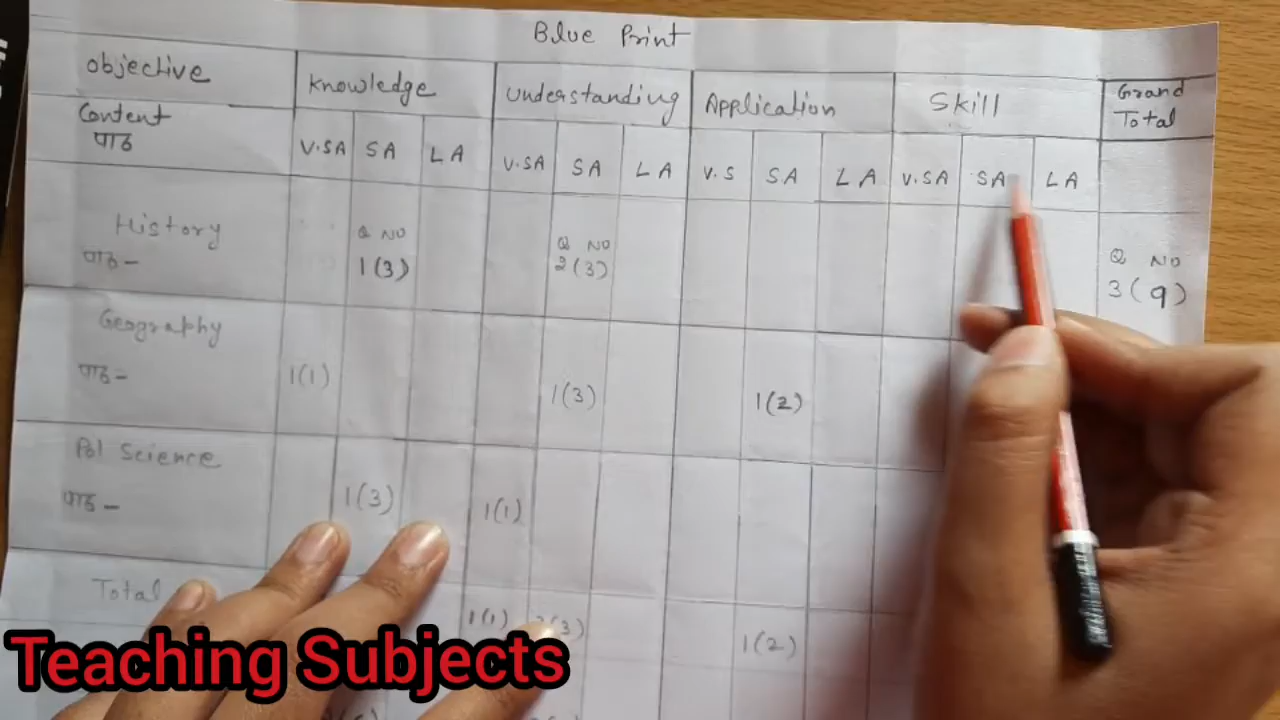 Blue Print
Objective Knowledge Understanding Application Skill Grand Total
Content
पाठ
V.SA SA LA V.SA SA LA V.S SA LA V.SA SA LA
History Q NO Q NO Q NO
पाठ- 1(3) 2(3) 3(9)
Geography
पाठ- 1(1) 1(3) 1(2)
Pol Science
पाठ- 1(3) 1(1)
Total 1(1) 1(2)
Teaching Subjects